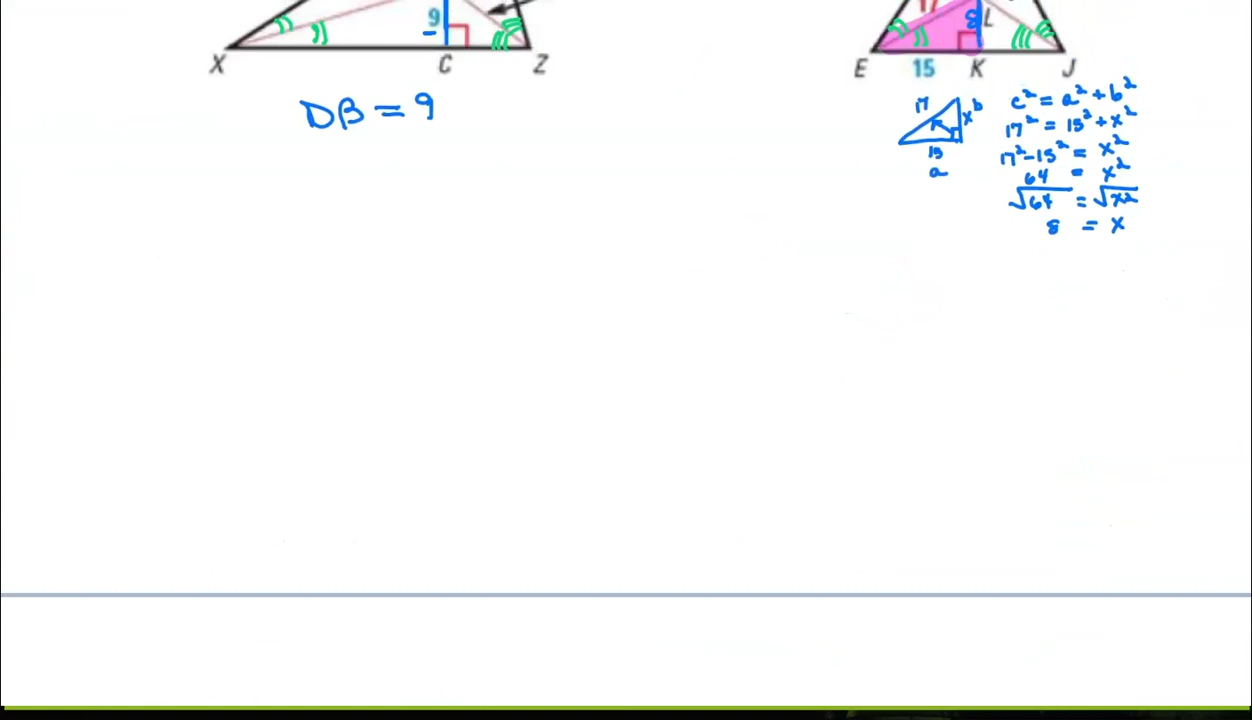 9
X C Z
DB = 9
17
8 L
E 15 K J
17 x b
15
a
c² = a² + b²
17² = 15² + x²
17² - 15² = x²
64 = x²
√64 = √x²
8 = x